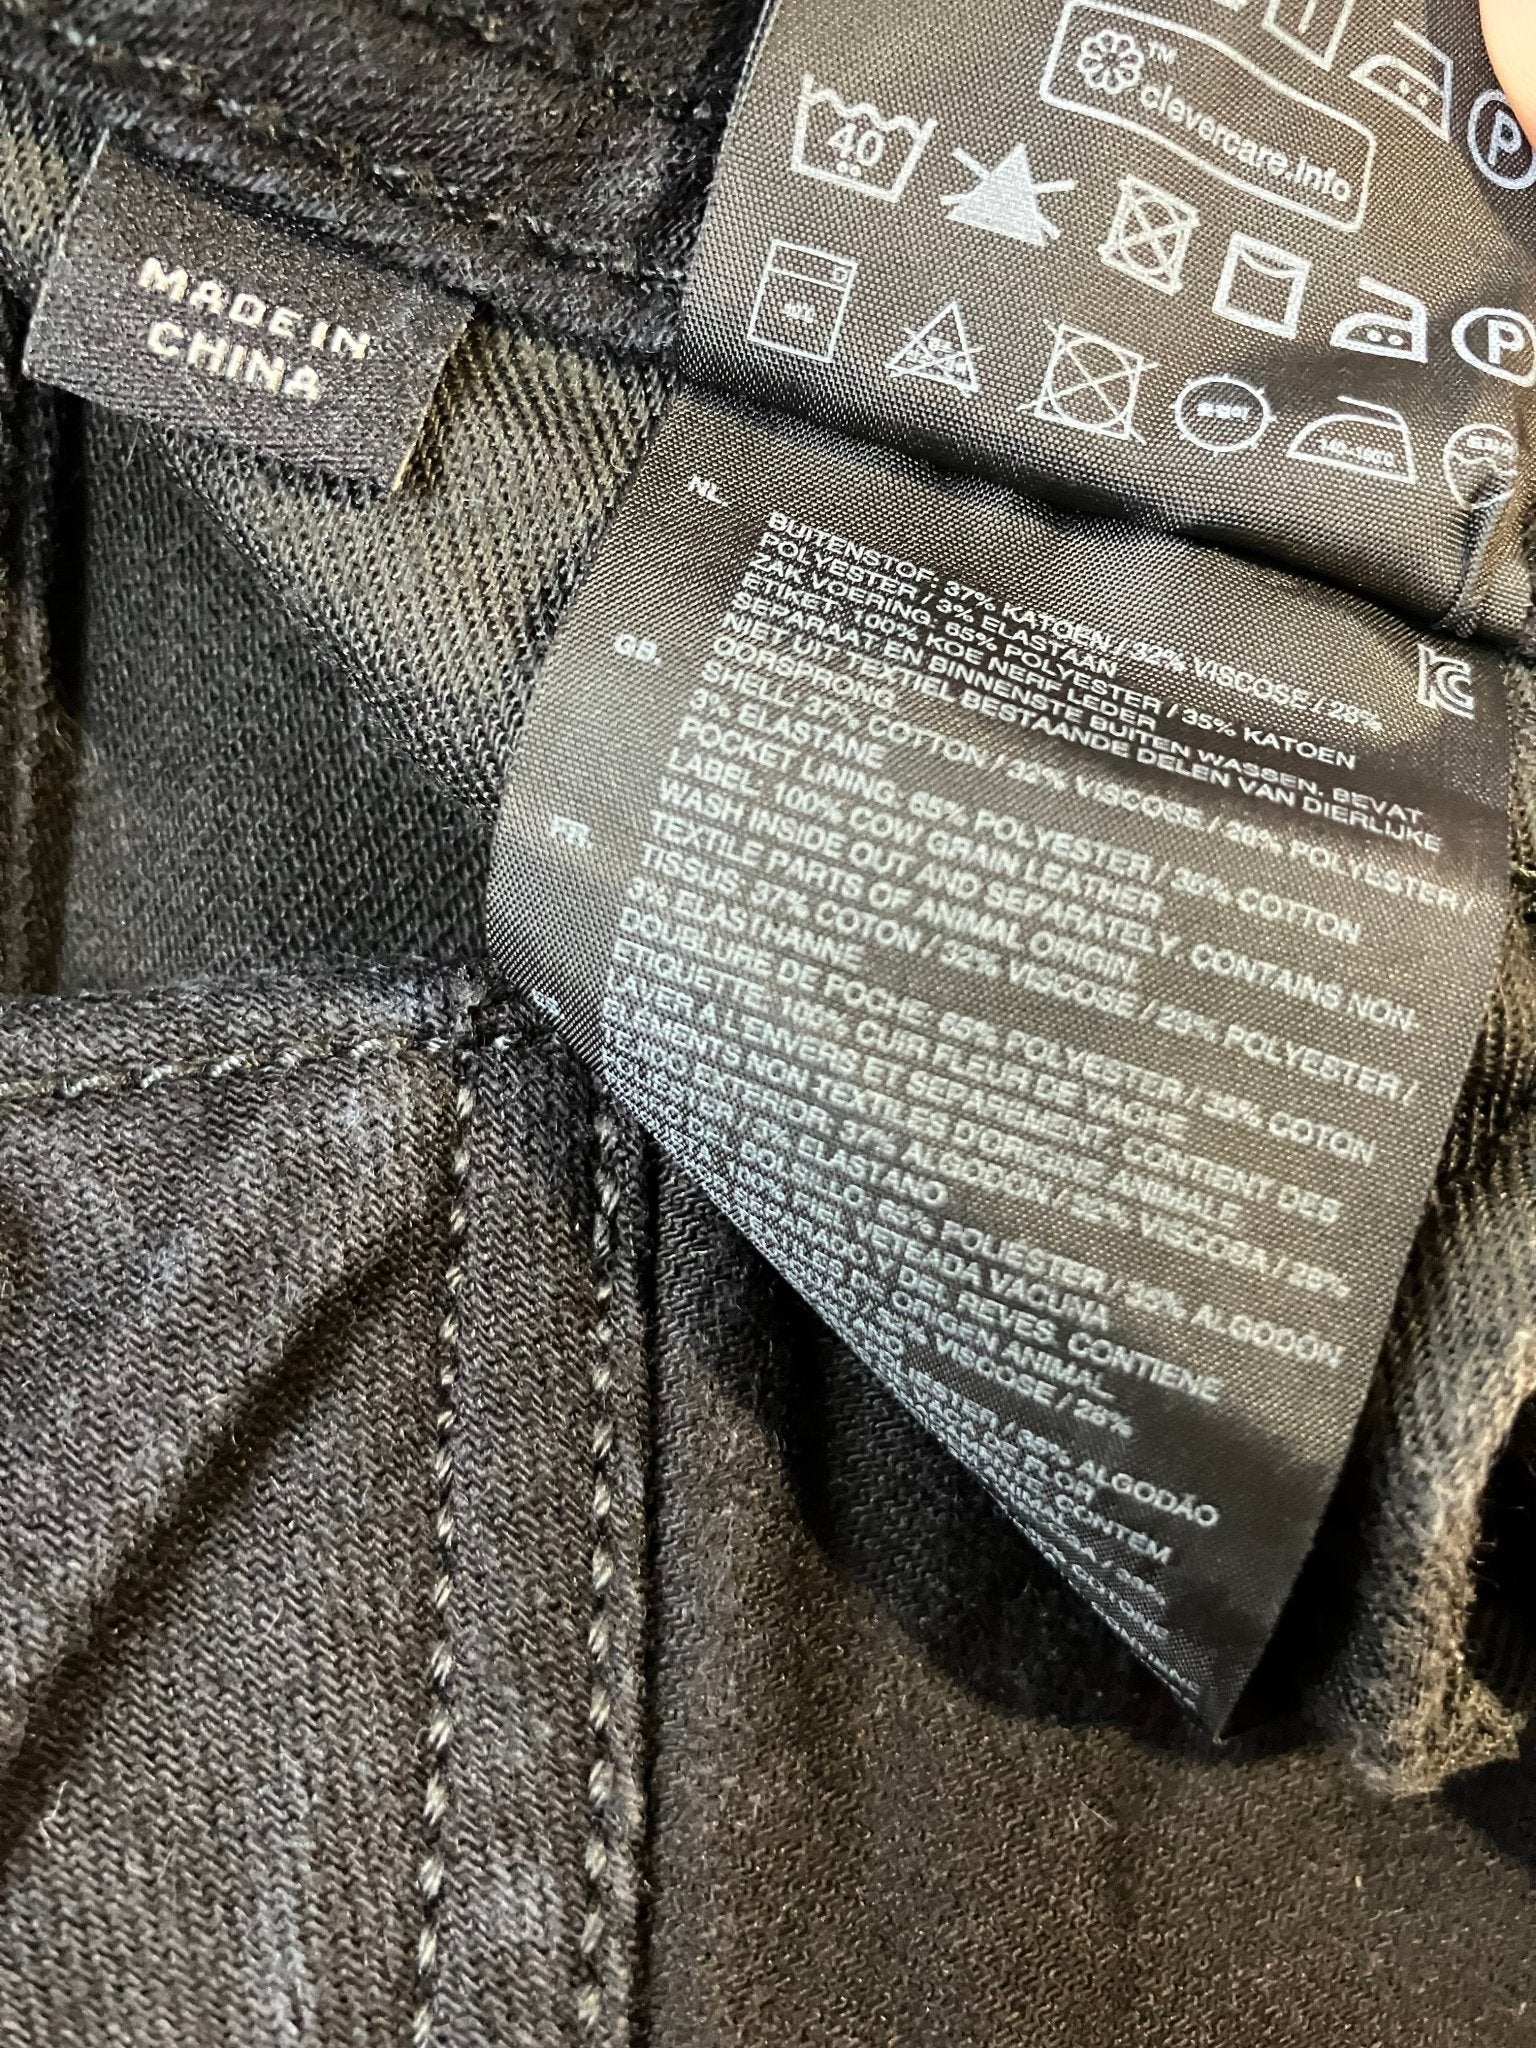 clevercare.info
TM
P
40
P
MADE IN
CHINA
NL.
BUITENSTOF: 37% KATOEN / 32% VISCOSE / 28%
POLYESTER / 3% ELASTAAN
ZAK VOERING: 65% POLYESTER / 35% KATOEN
ETIKET: 100% KOE NERF LEDER
SEPARAAT EN BINNENSTE BUITEN WASSEN. BEVAT
NIET UIT TEXTIEL BESTAANDE DELEN VAN DIERLIJKE
OORSPRONG.
GB.
SHELL: 37% COTTON / 32% VISCOSE / 28% POLYESTER /
3% ELASTANE
POCKET LINING: 65% POLYESTER / 35% COTTON
LABEL: 100% COW GRAIN LEATHER
WASH INSIDE OUT AND SEPARATELY. CONTAINS NON-
TEXTILE PARTS OF ANIMAL ORIGIN.
FR.
TISSUS: 37% COTON / 32% VISCOSE / 28% POLYESTER /
3% ELASTHANNE
DOUBLURE DE POCHE: 65% POLYESTER / 35% COTON
ETIQUETTE: 100% CUIR FLEUR DE VACHE
LAVER A L'ENVERS ET SEPAREMENT. CONTIENT DES
NON TEXTILES D'ORIGINE ANIMALE
EXTERIOR: 37% ALGODÓN / 32% VISCOSA / 28%
/ 3% ELASTANO
BOLSILLO: 65% POLIÉSTER / 35% ALGODÓN
100% PIEL VETEADA VACUNA
Y DEL REVÉS. CONTIENE
ORIGEN ANIMAL.
VISCOSE / 28%
/ 35% ALGODÃO
FLOR
CONTÉM